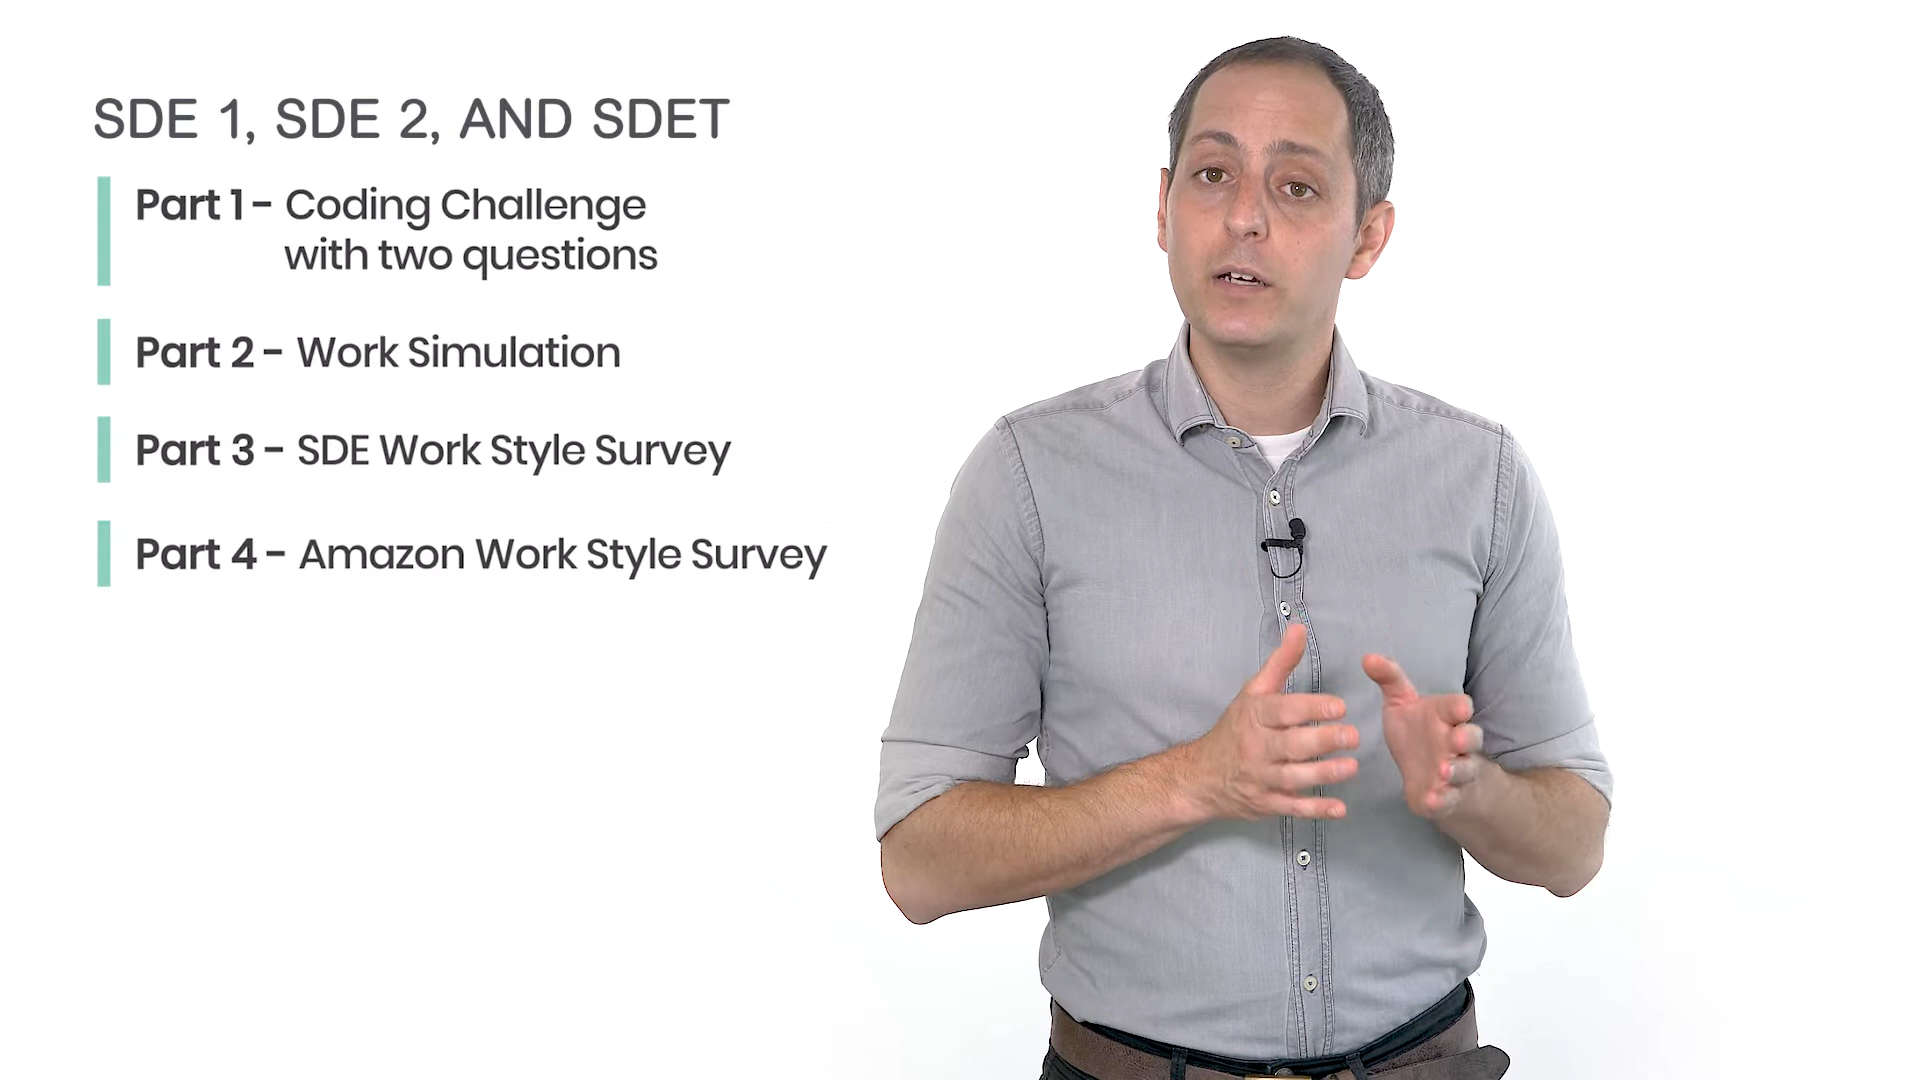 SDE 1, SDE 2, AND SDET
Part 1 - Coding Challenge
with two questions
Part 2 - Work Simulation
Part 3 - SDE Work Style Survey
Part 4 - Amazon Work Style Survey